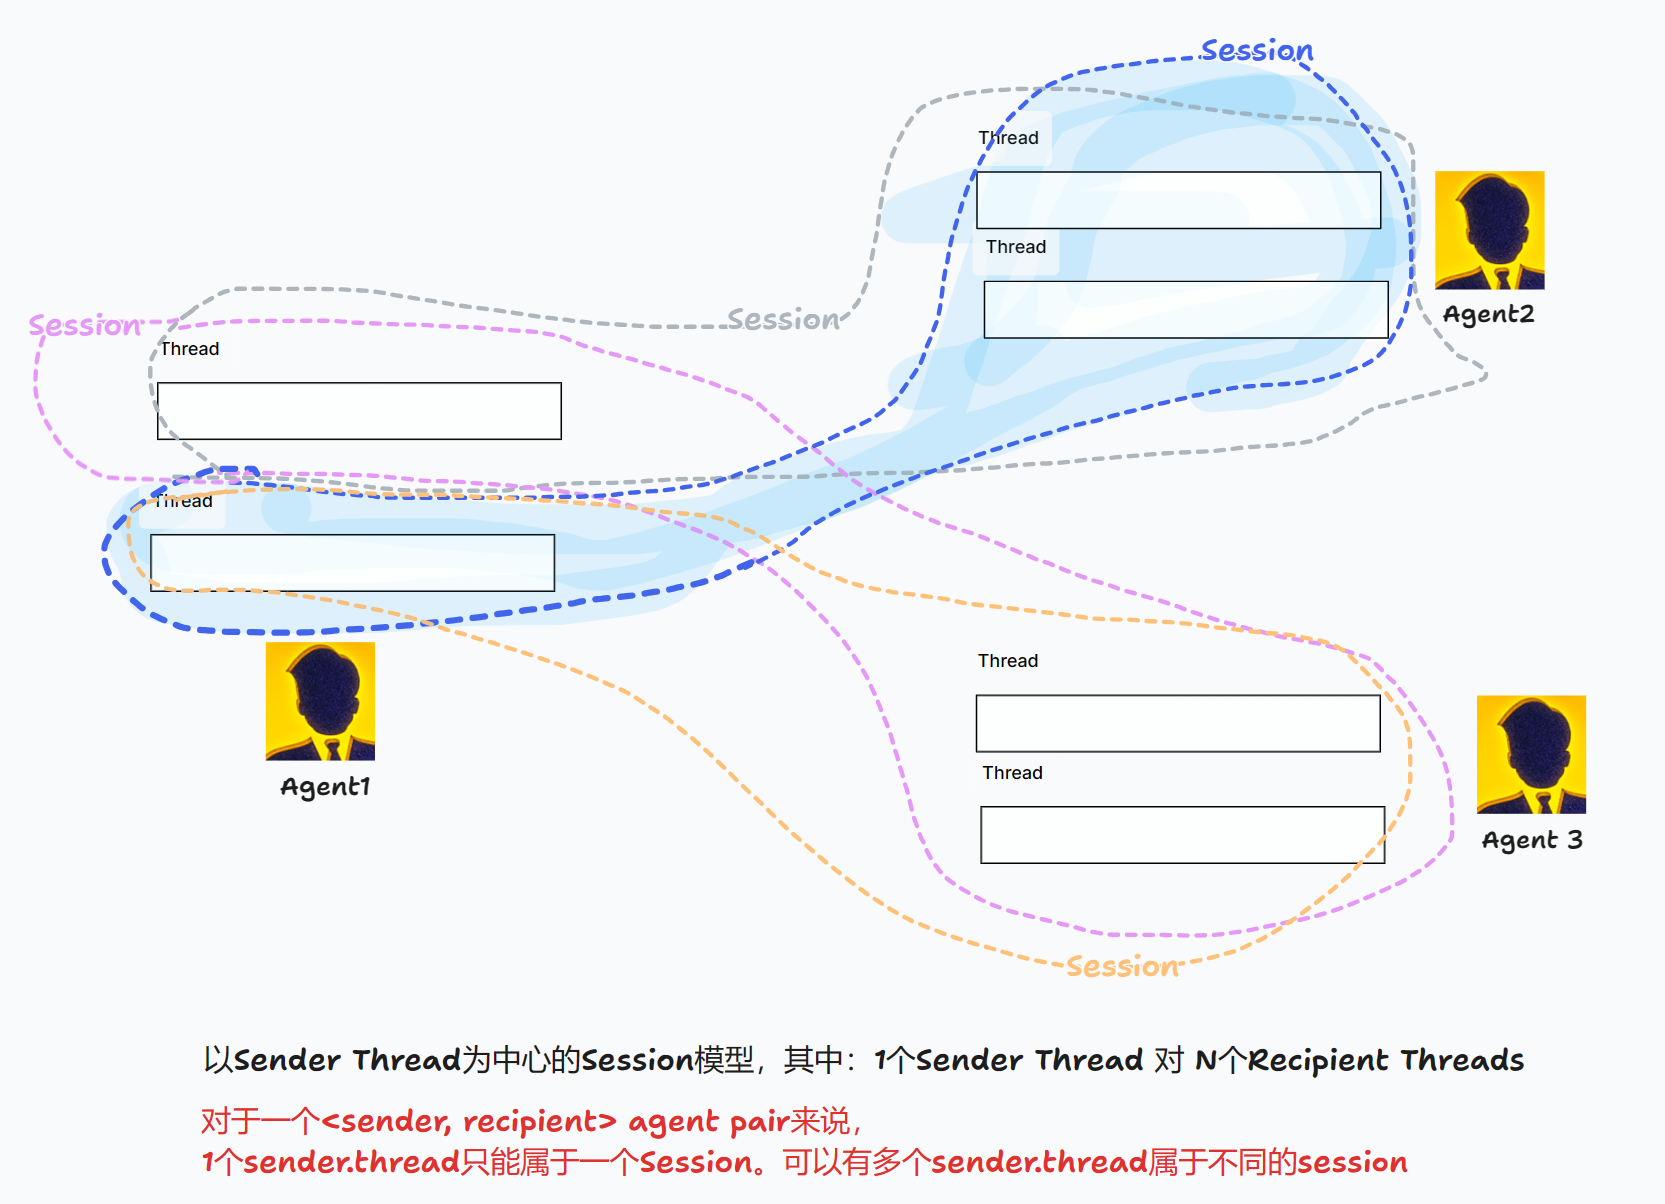 Session
Thread
Thread
Agent2
Session
Session
Thread
Thread
Agent1
Thread
Thread
Agent 3
Session
以Sender Thread为中心的Session模型，其中：1个Sender Thread 对 N个Recipient Threads
对于一个<sender, recipient> agent pair来说，
1个sender.thread只能属于一个Session。可以有多个sender.thread属于不同的session